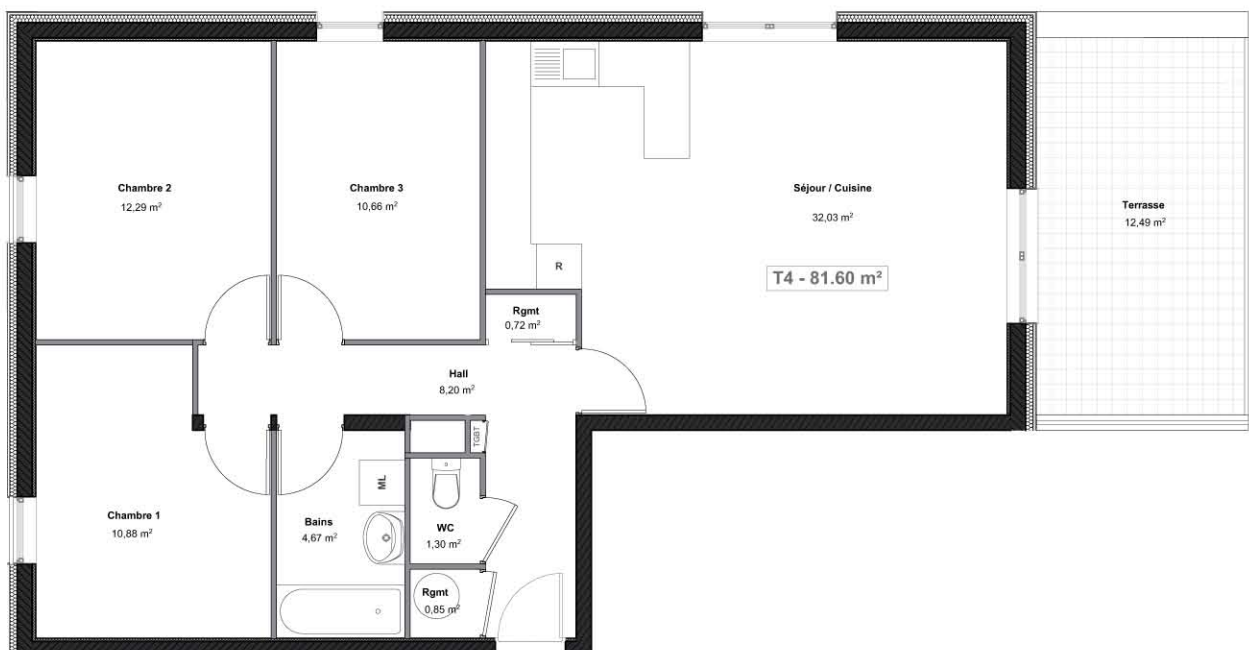 Chambre 2
12,29 m²
Chambre 3
10,66 m²
Séjour / Cuisine
32,03 m²
Terrasse
12,49 m²
T4 - 81.60 m²
R
Rgmt
0,72 m²
Hall
8,20 m²
TGBT
ML
Chambre 1
10,88 m²
Bains
4,67 m²
WC
1,30 m²
Rgmt
0,85 m²